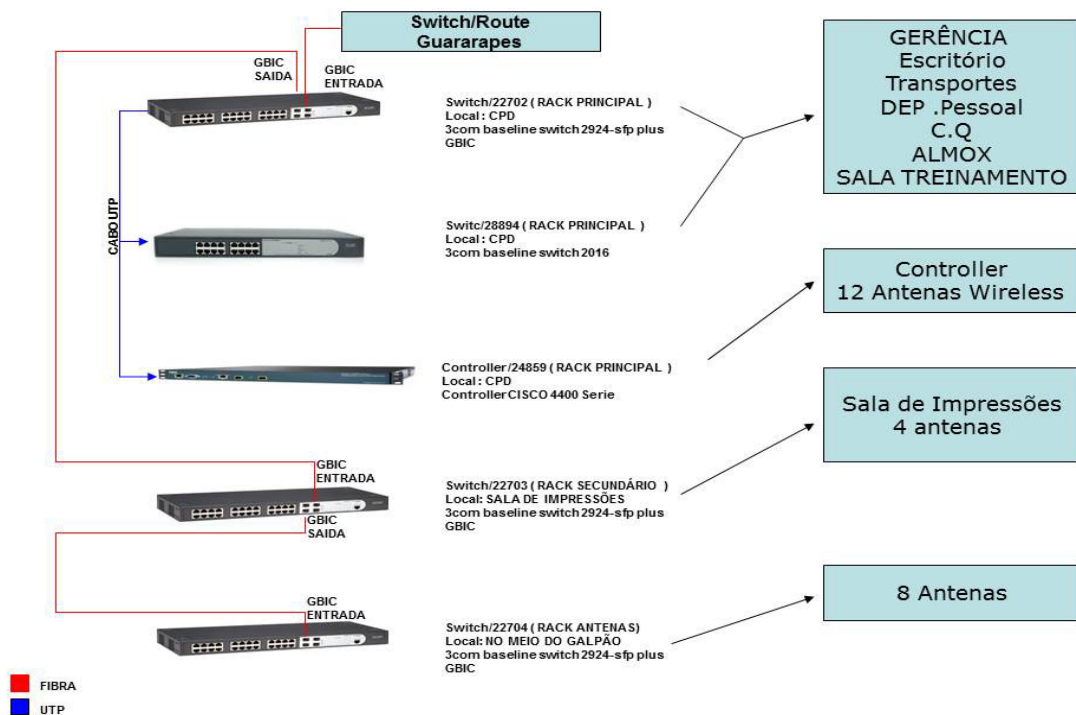 Switch/Route
Guararapes
GBIC
SAIDA
GBIC
ENTRADA
Switch/22702 ( RACK PRINCIPAL )
Local : CPD
3com baseline switch 2924-sfp plus
GBIC
GERÊNCIA
Escritório
Transportes
DEP .Pessoal
C.Q
ALMOX
SALA TREINAMENTO
CABO UTP
Switc/28894 ( RACK PRINCIPAL )
Local : CPD
3com baseline switch 2016
Controller
12 Antenas Wireless
Controller/24859 ( RACK PRINCIPAL )
Local : CPD
Controller CISCO 4400 Serie
Sala de Impressões
4 antenas
GBIC
ENTRADA
Switch/22703 ( RACK SECUNDÁRIO )
Local: SALA DE IMPRESSÕES
3com baseline switch 2924-sfp plus
GBIC
GBIC
SAIDA
8 Antenas
GBIC
ENTRADA
Switch/22704 ( RACK ANTENAS)
Local: NO MEIO DO GALPÃO
3com baseline switch 2924-sfp plus
GBIC
FIBRA
UTP